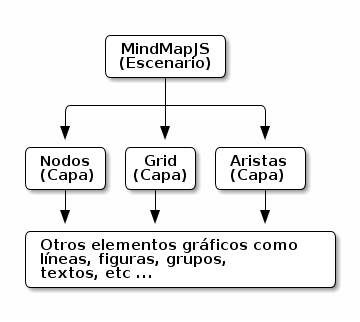 MindMapJS
(Escenario)
Nodos
(Capa)
Grid
(Capa)
Aristas
(Capa)
Otros elementos gráficos como
líneas, figuras, grupos,
textos, etc ...